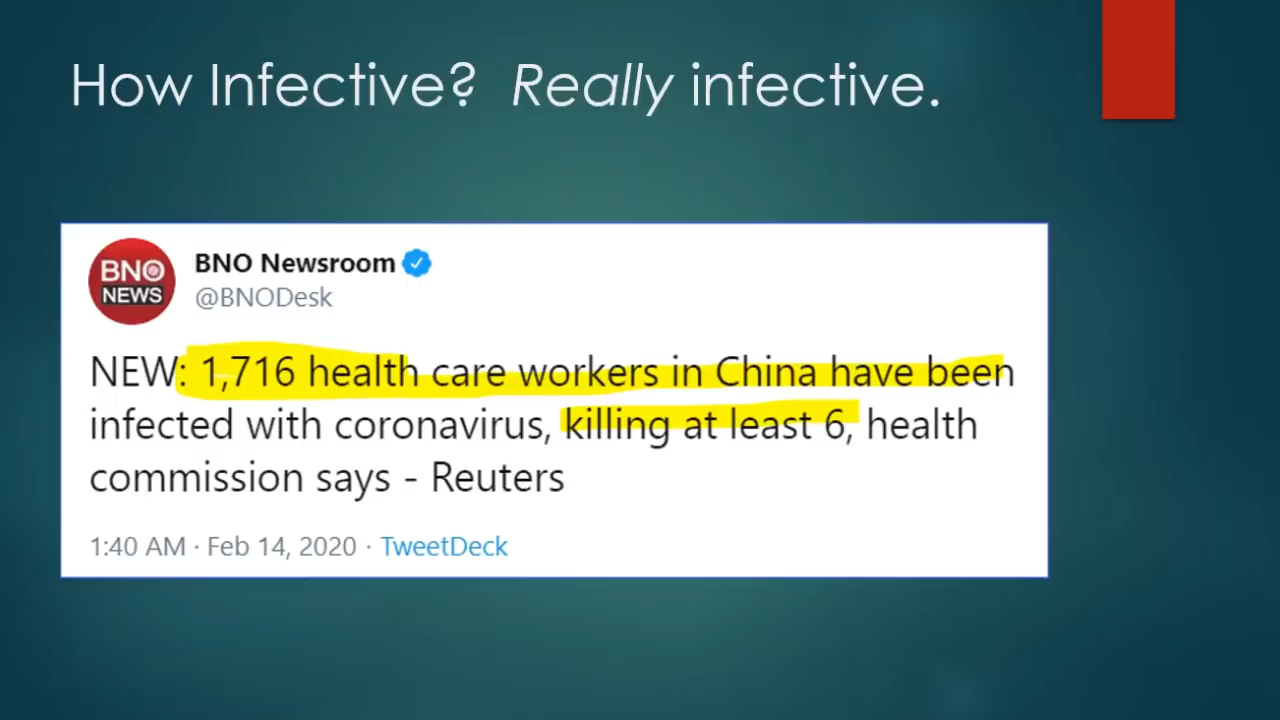 How Infective?  Really infective.
BNO
NEWS
BNO Newsroom
@BNODesk
NEW: 1,716 health care workers in China have been
infected with coronavirus, killing at least 6, health
commission says - Reuters
1:40 AM · Feb 14, 2020 · TweetDeck